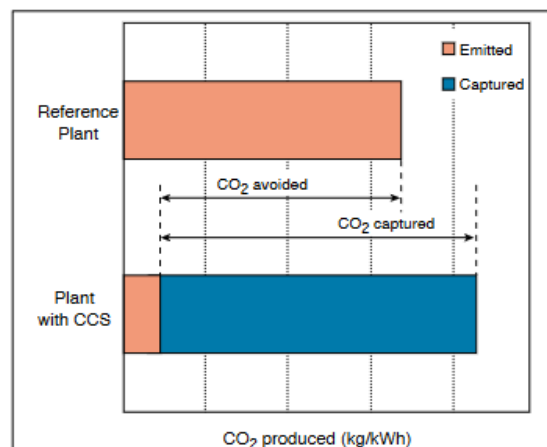 Emitted
Captured
Reference
Plant
CO₂ avoided
CO₂ captured
Plant
with CCS
CO₂ produced (kg/kWh)